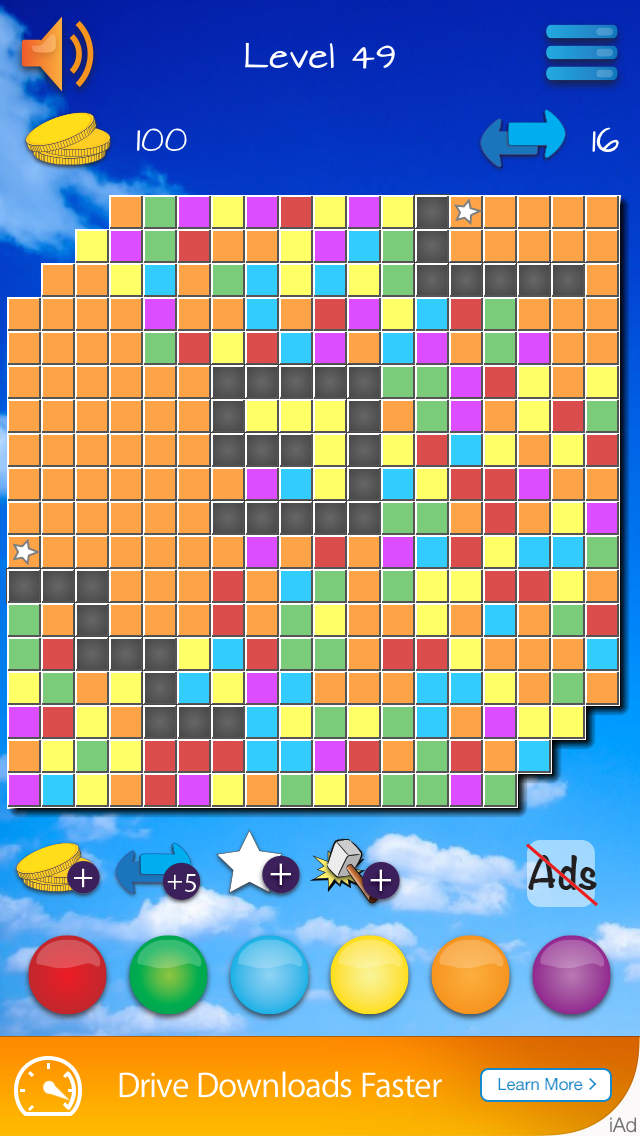 Level 49
100
16
+
+5
+
+
Ads
Drive Downloads Faster
Learn More >
iAd